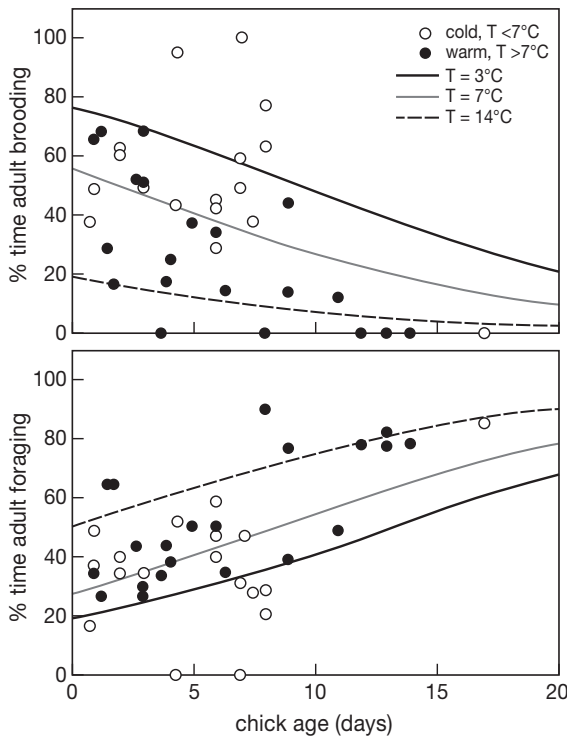 100
80
60
40
20
0
% time adult brooding
cold, T <7°C
warm, T >7°C
T = 3°C
T = 7°C
T = 14°C
100
80
60
40
20
0
% time adult foraging
0 5 10 15 20
chick age (days)